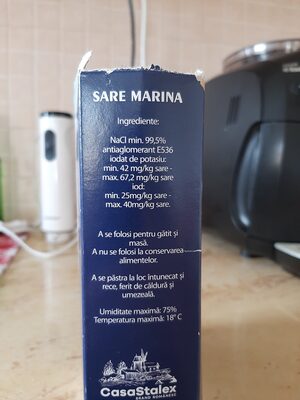 SARE MARINA
Ingrediente:
NaCl min. 99,5%
antiaglomerant E536
iodat de potasiu:
min. 42 mg/kg sare -
max. 67,2 mg/kg sare
iod:
min. 25mg/kg sare -
max. 40mg/kg sare.
A se folosi pentru gătit și
masă.
A nu se folosi la conservarea
alimentelor.
A se păstra la loc întunecat și
rece, ferit de căldură și
umezeală.
Umiditate maximă: 75%
Temperatura maximă: 18° C
CasaStalex
BRAND ROMÂNESC